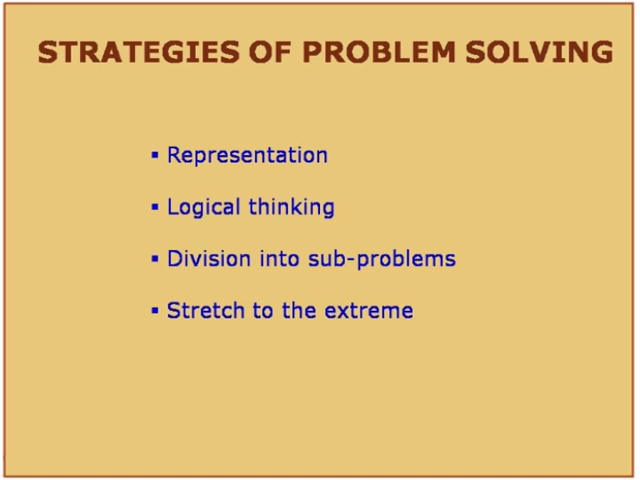 STRATEGIES OF PROBLEM SOLVING
▪ Representation
▪ Logical thinking
▪ Division into sub-problems
▪ Stretch to the extreme